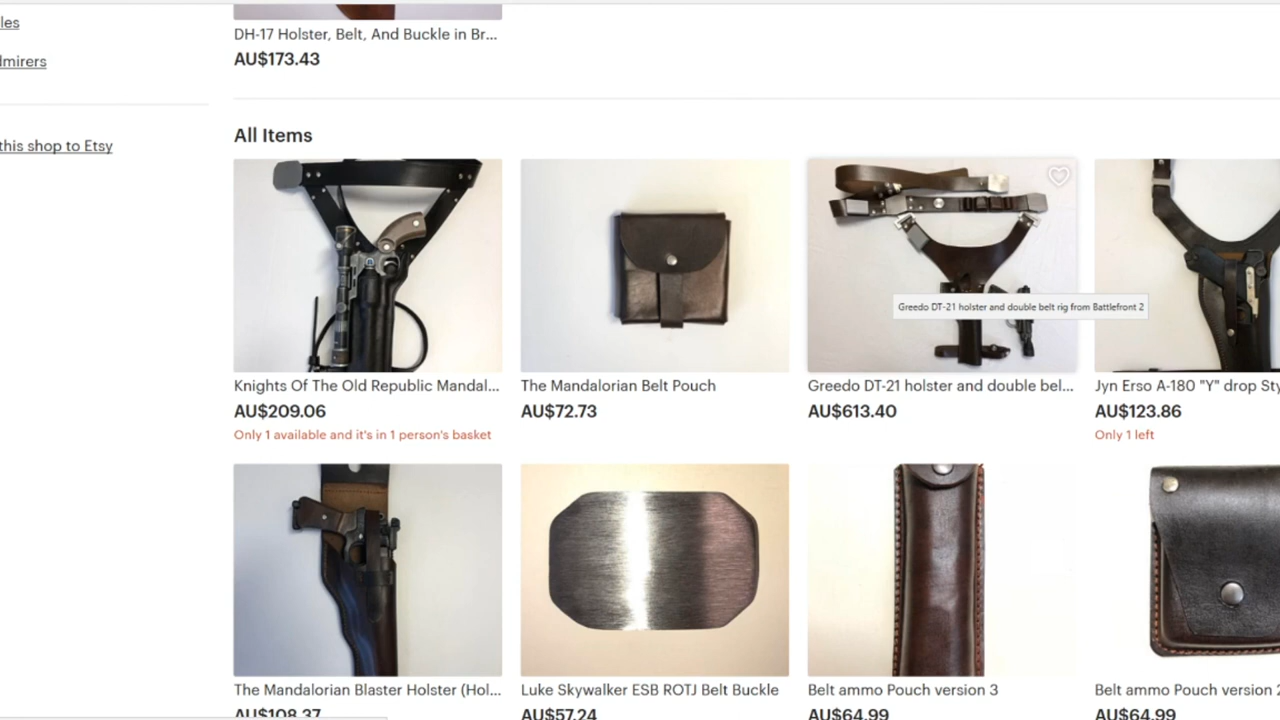 les
DH-17 Holster, Belt, And Buckle in Br...
AU$173.43
dmirers
this shop to Etsy
All Items
Greedo DT-21 holster and double belt rig from Battlefront 2
Knights Of The Old Republic Mandal...
The Mandalorian Belt Pouch
Greedo DT-21 holster and double bel...
Jyn Erso A-180 "Y" drop Sty
AU$209.06
AU$72.73
AU$613.40
AU$123.86
Only 1 available and it's in 1 person's basket
Only 1 left
The Mandalorian Blaster Holster (Hol...
Luke Skywalker ESB ROTJ Belt Buckle
Belt ammo Pouch version 3
Belt ammo Pouch version 2
AU$108.37
AU$57.24
AU$64.99
AU$64.99